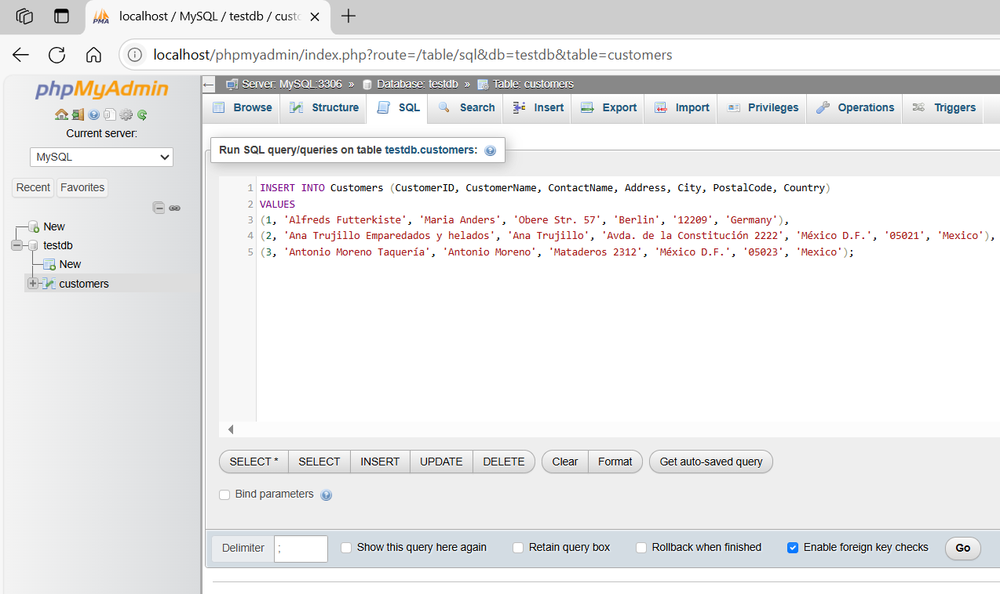 localhost / MySQL / testdb / custo
localhost/phpmyadmin/index.php?route=/table/sql&db=testdb&table=customers
phpMyAdmin
Current server:
MySQL
Recent Favorites
New
testdb
New
customers
Server: MySQL:3306 » Database: testdb » Table: customers
Browse Structure SQL Search Insert Export Import Privileges Operations Triggers
Run SQL query/queries on table testdb.customers:
1 INSERT INTO Customers (CustomerID, CustomerName, ContactName, Address, City, PostalCode, Country)
2 VALUES
3 (1, 'Alfreds Futterkiste', 'Maria Anders', 'Obere Str. 57', 'Berlin', '12209', 'Germany'),
4 (2, 'Ana Trujillo Emparedados y helados', 'Ana Trujillo', 'Avda. de la Constitución 2222', 'México D.F.', '05021', 'Mexico'),
5 (3, 'Antonio Moreno Taquería', 'Antonio Moreno', 'Mataderos 2312', 'México D.F.', '05023', 'Mexico');
SELECT * SELECT INSERT UPDATE DELETE Clear Format Get auto-saved query
Bind parameters
Delimiter ; Show this query here again Retain query box Rollback when finished Enable foreign key checks Go